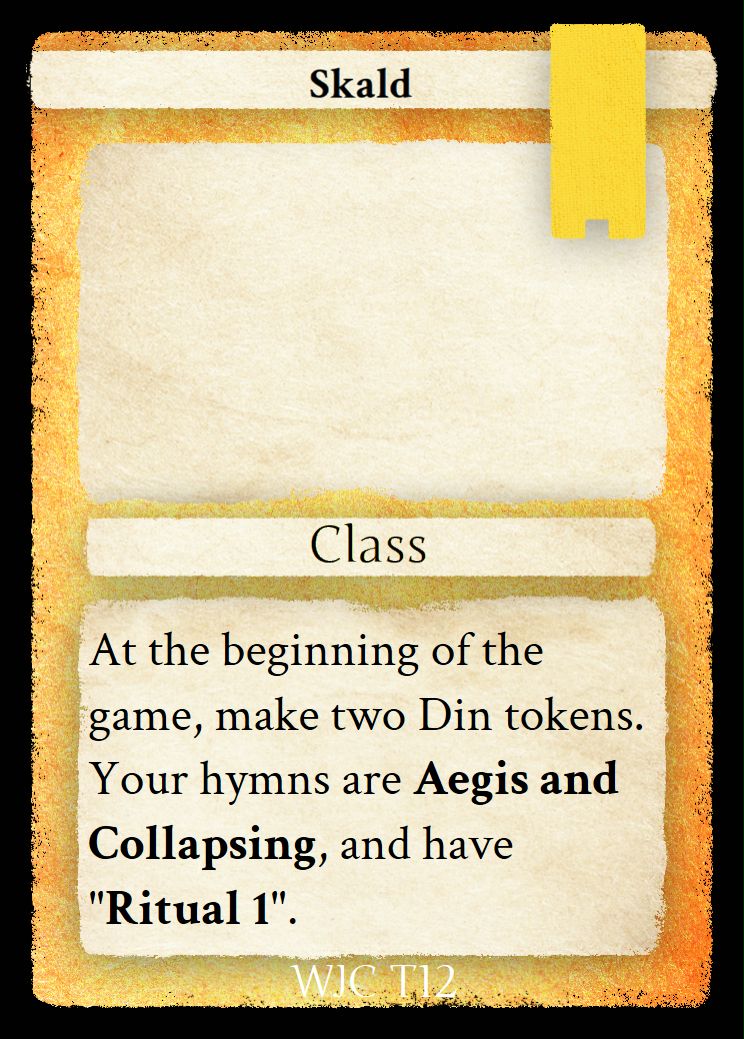 Skald
Class
At the beginning of the
game, make two Din tokens.
Your hymns are Aegis and
Collapsing, and have
"Ritual 1".
WJC T12